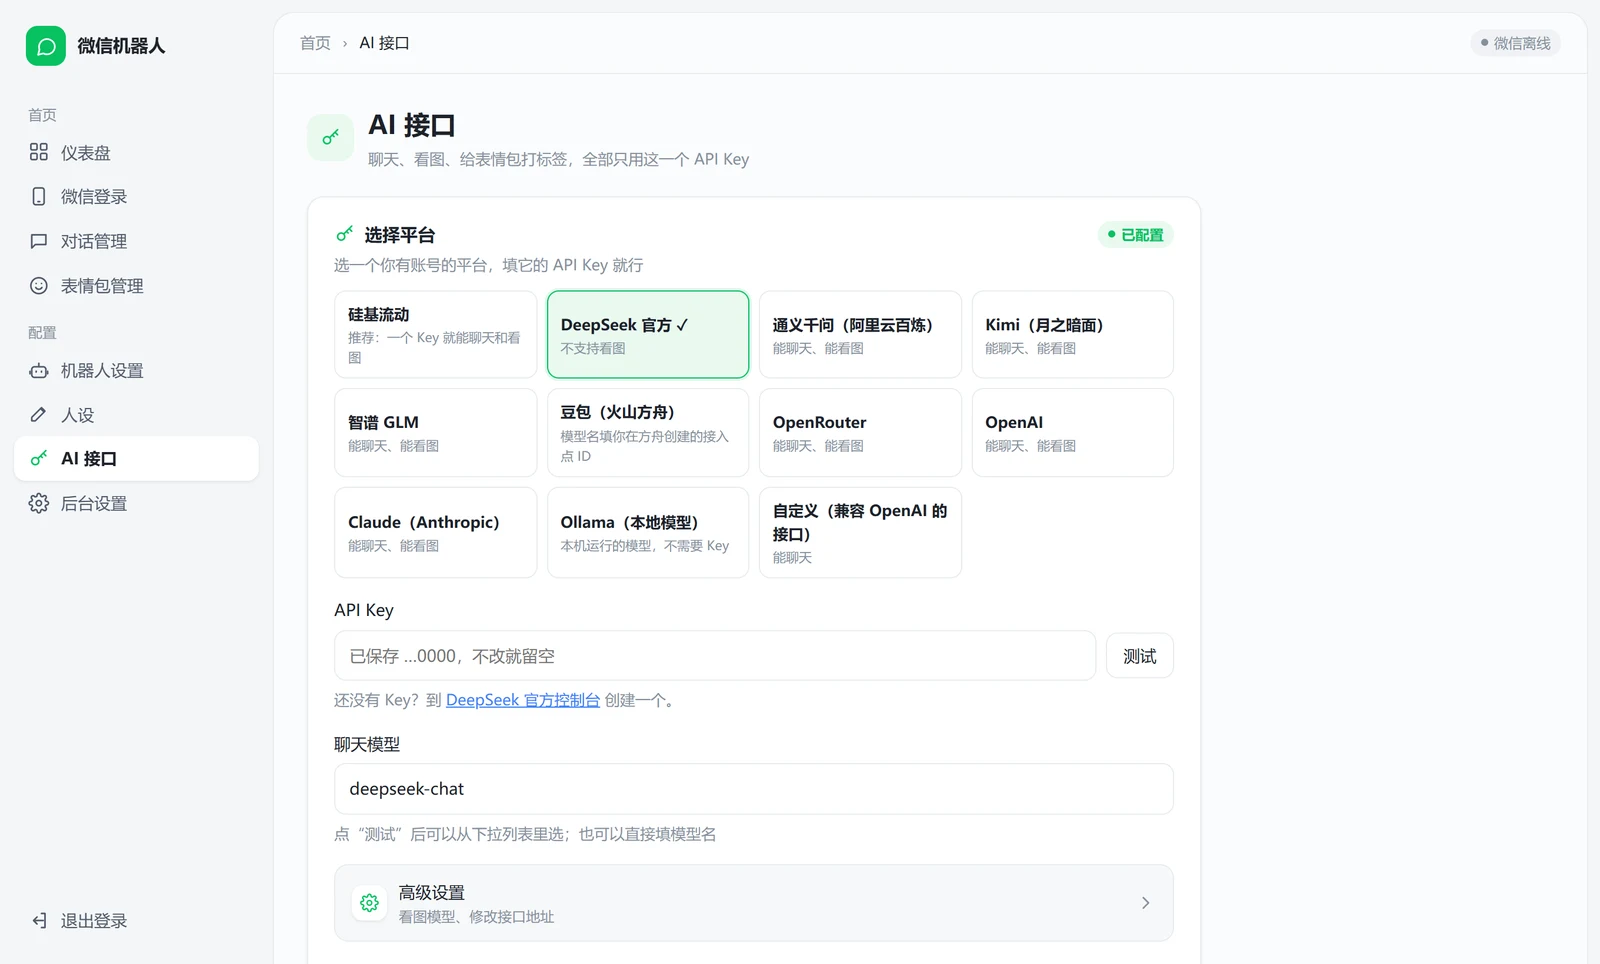 微信机器人
首页
仪表盘
微信登录
对话管理
表情包管理
配置
机器人设置
人设
AI 接口
后台设置
退出登录
首页 › AI 接口
微信离线
AI 接口
聊天、看图、给表情包打标签，全部只用这一个 API Key
选择平台
已配置
选一个你有账号的平台，填它的 API Key 就行
硅基流动
推荐：一个 Key 就能聊天和看
图
DeepSeek 官方 ✓
不支持看图
通义千问（阿里云百炼）
能聊天、能看图
Kimi（月之暗面）
能聊天、能看图
智谱 GLM
能聊天、能看图
豆包（火山方舟）
模型名填你在方舟创建的接入
点 ID
OpenRouter
能聊天、能看图
OpenAI
能聊天、能看图
Claude（Anthropic）
能聊天、能看图
Ollama（本地模型）
本机运行的模型，不需要 Key
自定义（兼容 OpenAI 的
接口）
能聊天
API Key
已保存 ...0000，不改就留空
测试
还没有 Key？到 DeepSeek 官方控制台 创建一个。
聊天模型
deepseek-chat
点“测试”后可以从下拉列表里选；也可以直接填模型名
高级设置
看图模型、修改接口地址